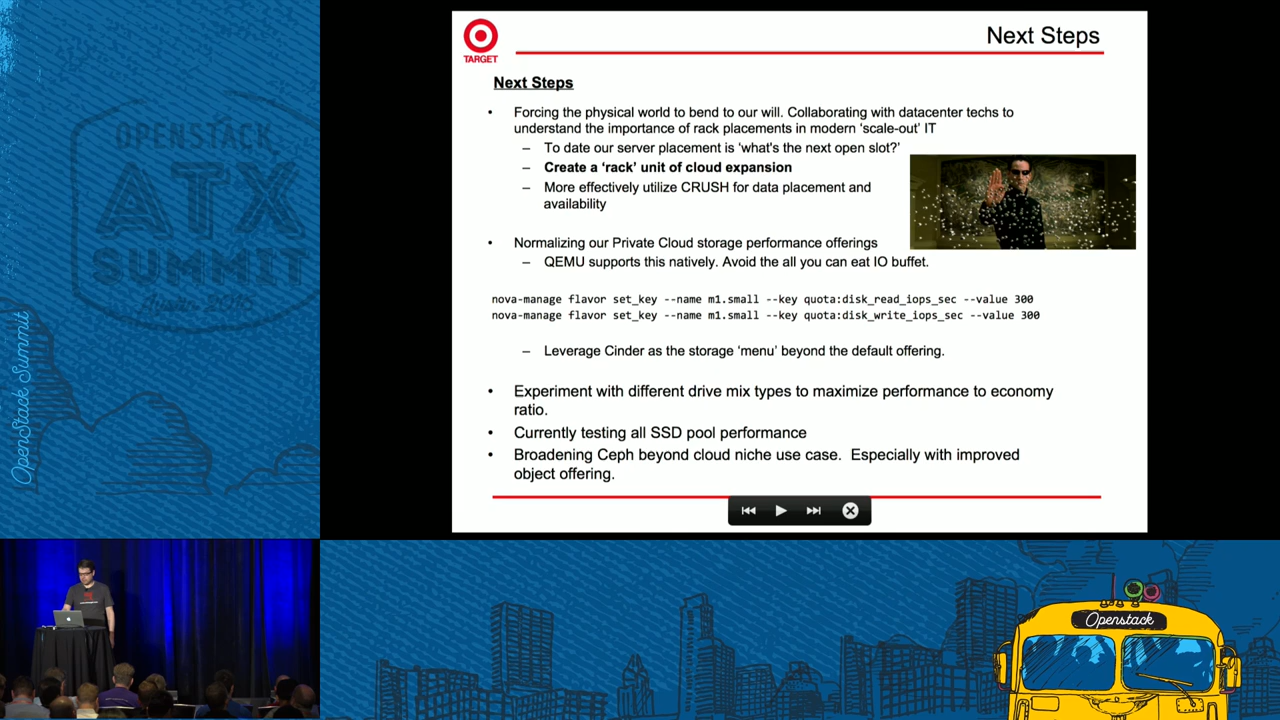 OPENSTACK
ATX
SUMMIT
OpenStack Summit
TARGET
Next Steps
Next Steps
• Forcing the physical world to bend to our will. Collaborating with datacenter techs to
understand the importance of rack placements in modern ‘scale-out’ IT
– To date our server placement is ‘what's the next open slot?’
– Create a ‘rack’ unit of cloud expansion
– More effectively utilize CRUSH for data placement and
availability
• Normalizing our Private Cloud storage performance offerings
– QEMU supports this natively. Avoid the all you can eat IO buffet.
nova-manage flavor set_key --name m1.small --key quota:disk_read_iops_sec --value 300
nova-manage flavor set_key --name m1.small --key quota:disk_write_iops_sec --value 300
– Leverage Cinder as the storage ‘menu’ beyond the default offering.
• Experiment with different drive mix types to maximize performance to economy
ratio.
• Currently testing all SSD pool performance
• Broadening Ceph beyond cloud niche use case. Especially with improved
object offering.
Openstack